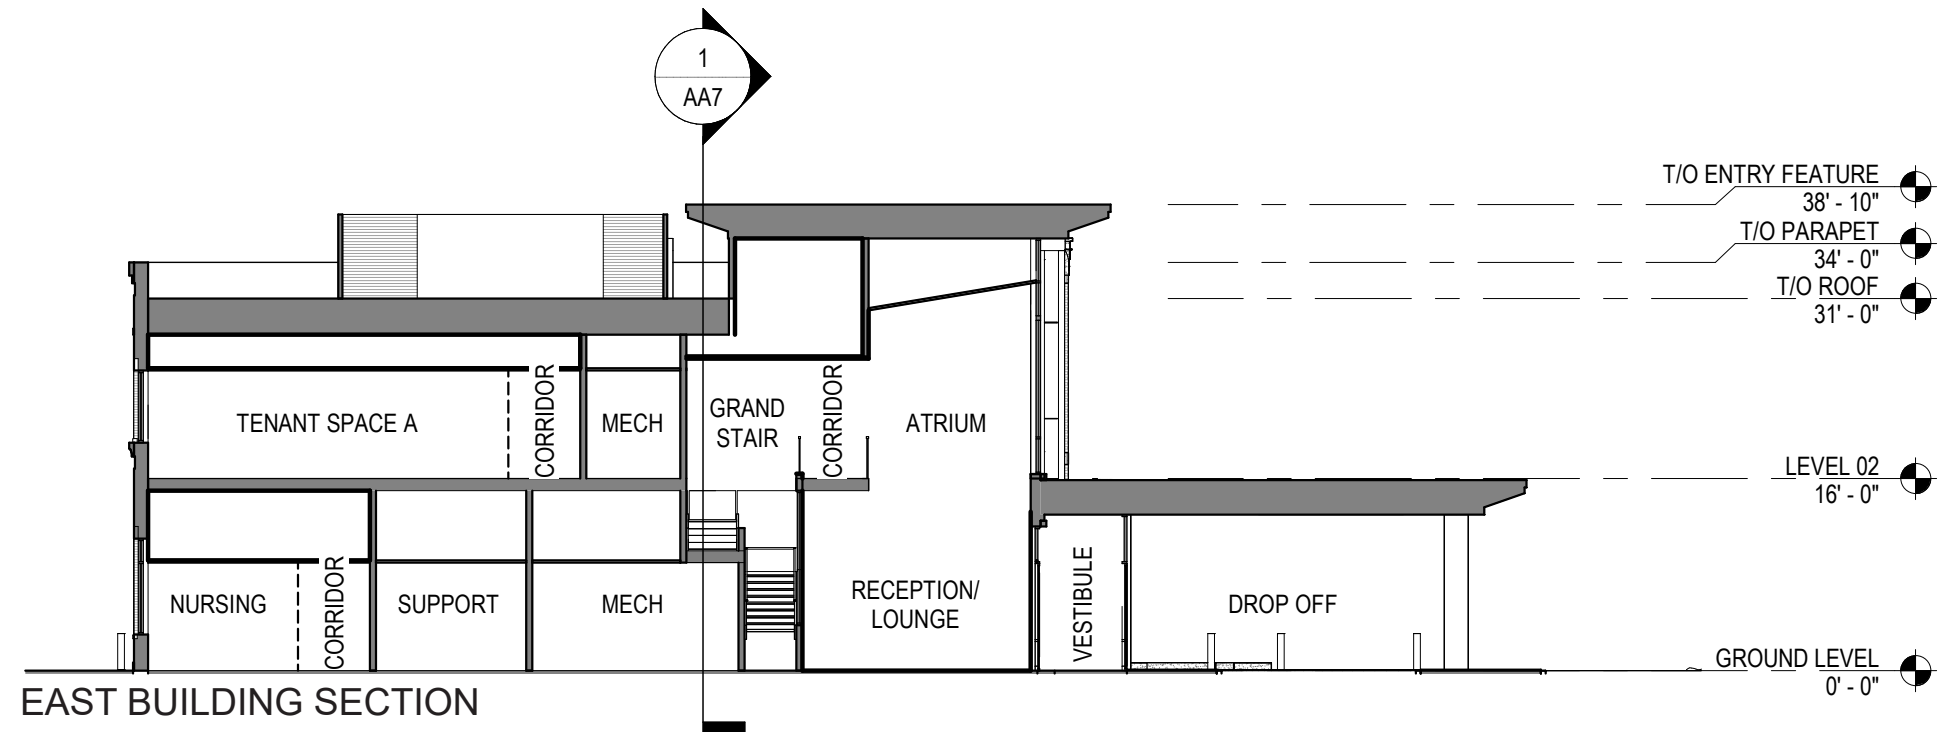 1
AA7
T/O ENTRY FEATURE
38' - 10"
T/O PARAPET
34' - 0"
T/O ROOF
31' - 0"
TENANT SPACE A
CORRIDOR
MECH
GRAND
STAIR
CORRIDOR
ATRIUM
LEVEL 02
16' - 0"
NURSING
CORRIDOR
SUPPORT
MECH
RECEPTION/
LOUNGE
VESTIBULE
DROP OFF
GROUND LEVEL
0' - 0"
EAST BUILDING SECTION